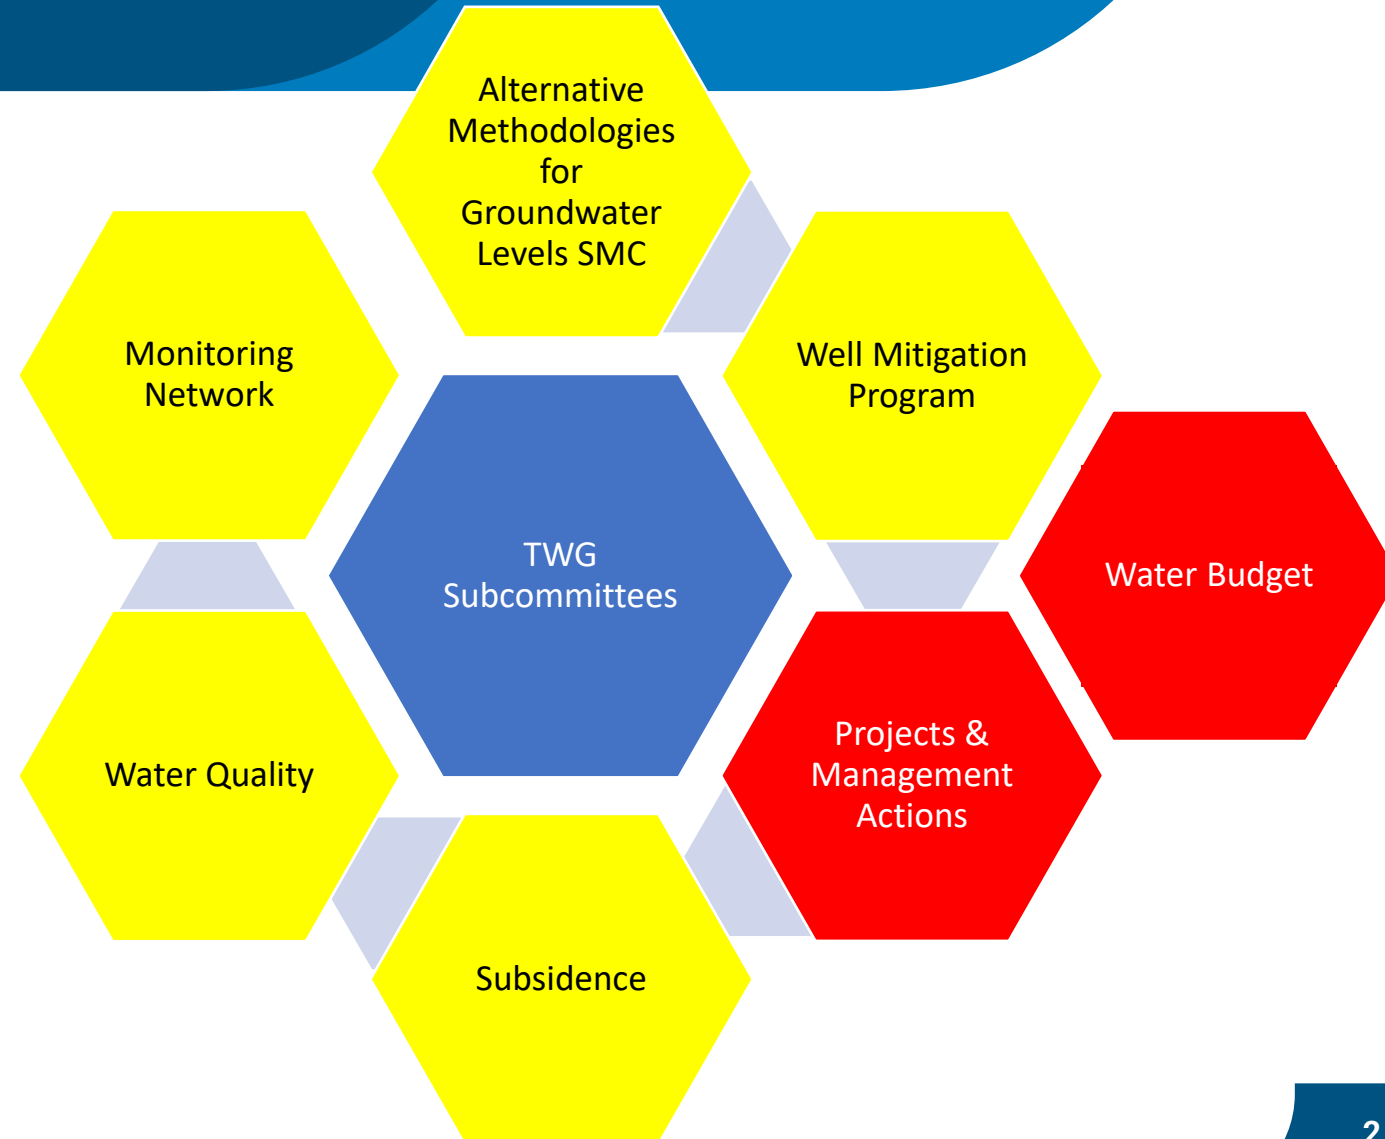 Alternative
Methodologies
for
Groundwater
Levels SMC
Monitoring
Network
Well Mitigation
Program
TWG
Subcommittees
Water Budget
Water Quality
Projects &
Management
Actions
Subsidence
2